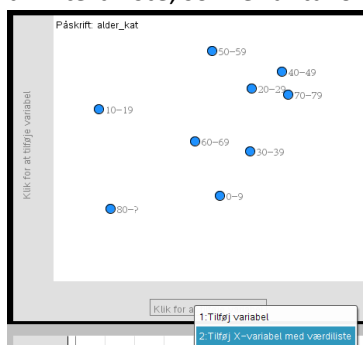 Påskrift: alder_kat
50-59
40-49
20-29
70-79
10-19
60-69
30-39
0-9
80-?
Klik for at tilføje variabel
Klik for a
1:Tilføj variabel
2:Tilføj X-variabel med værdiliste